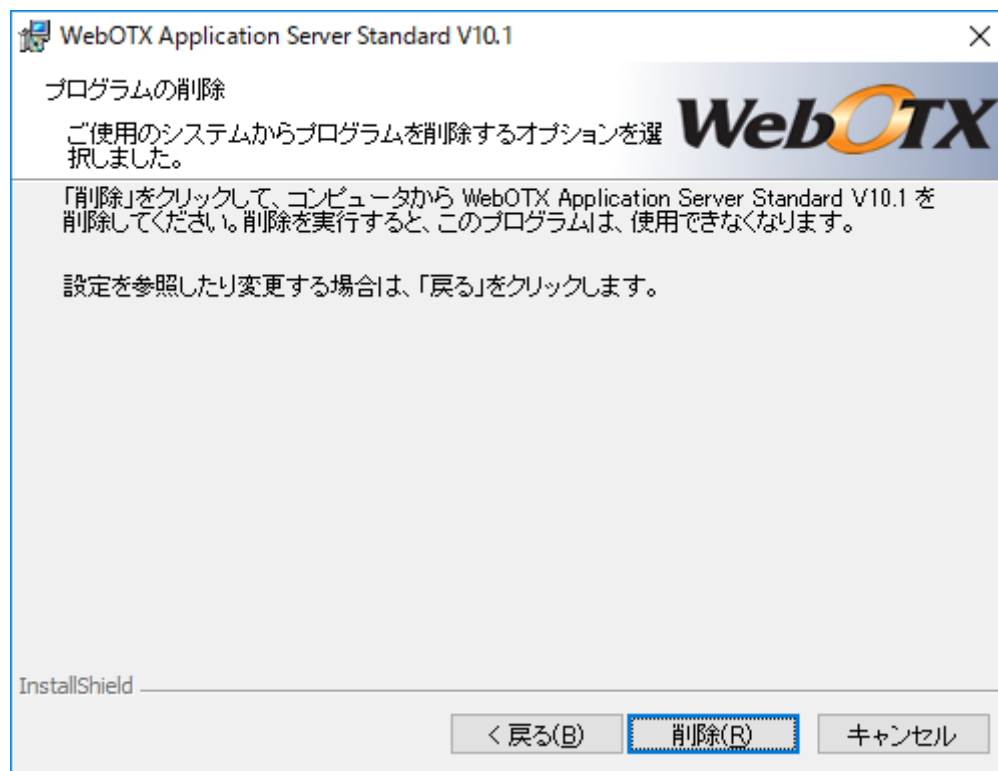 WebOTX Application Server Standard V10.1
プログラムの削除
ご使用のシステムからプログラムを削除するオプションを選
択しました。
WebOTX
「削除」をクリックして、コンピュータから WebOTX Application Server Standard V10.1 を
削除してください。削除を実行すると、このプログラムは、使用できなくなります。
設定を参照したり変更する場合は、「戻る」をクリックします。
InstallShield
< 戻る(B)
削除(R)
キャンセル